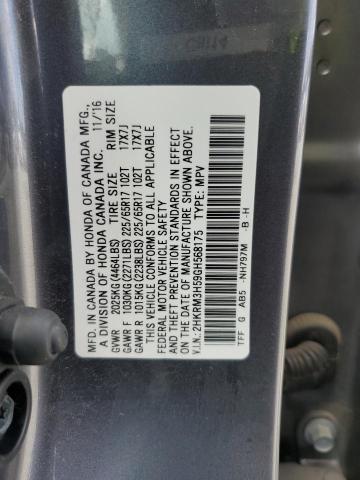 MFD. IN CANADA BY HONDA OF CANADA MFG., 11/16
A DIVISION OF HONDA CANADA INC.
TIRE SIZE RIM SIZE
GVWR 2025KG(4464LBS)
GAWR F 1030KG(2271LBS) 225/65R17 102T 17X7J
GAWR R 1015KG(2238LBS) 225/65R17 102T 17X7J
THIS VEHICLE CONFORMS TO ALL APPLICABLE
FEDERAL MOTOR VEHICLE SAFETY, BUMPER,
AND THEFT PREVENTION STANDARDS IN EFFECT
ON THE DATE OF MANUFACTURE SHOWN ABOVE.
V.I.N.:2HKRM3H59GH568175 TYPE: MPV
TFF G AB5 -NH797M -B -H